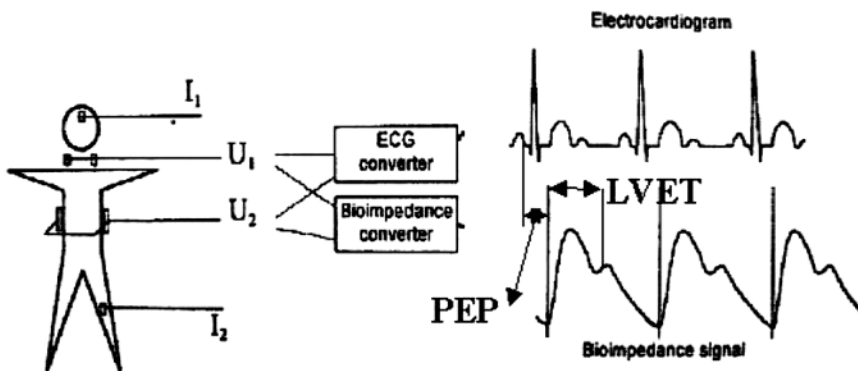 Electrocardiogram
I₁
U₁
ECG
converter
LVET
U₂
Bioimpedance
converter
PEP
I₂
Bioimpedance signal